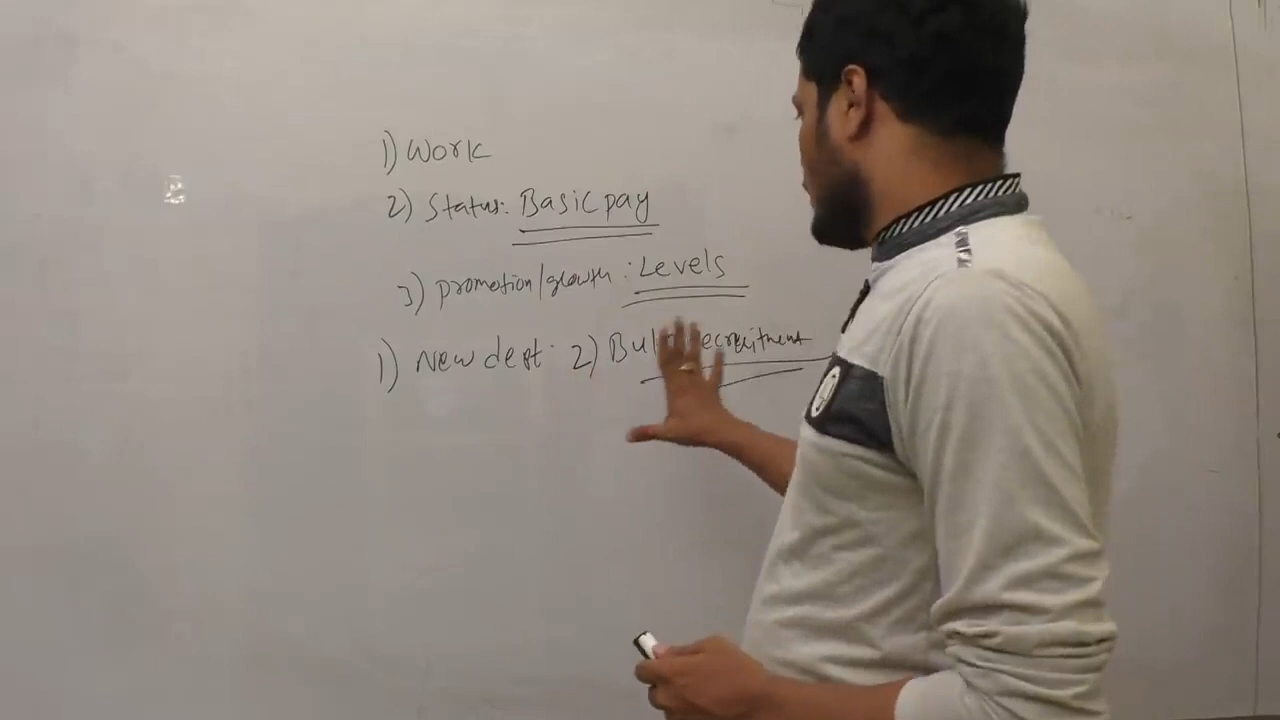 1) Work
2) Status: Basic pay
3) promotion/growth : Levels
1) New dept. 2) Bulk recruitment